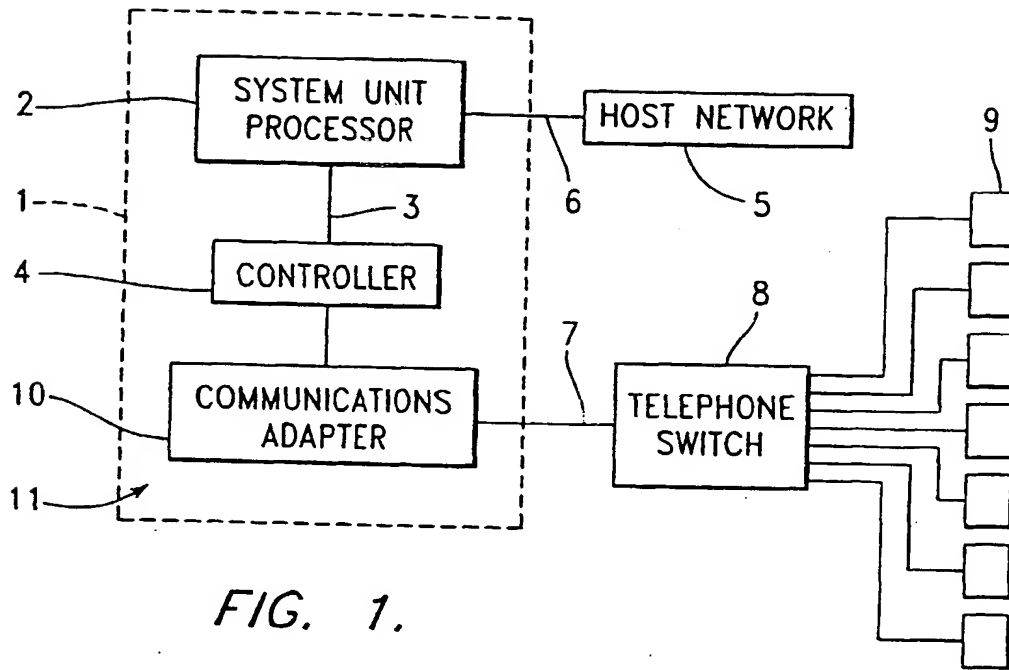 2
SYSTEM UNIT
PROCESSOR
HOST NETWORK
9
1
3
6
5
4
CONTROLLER
8
10
COMMUNICATIONS
ADAPTER
7
TELEPHONE
SWITCH
11
FIG. 1.